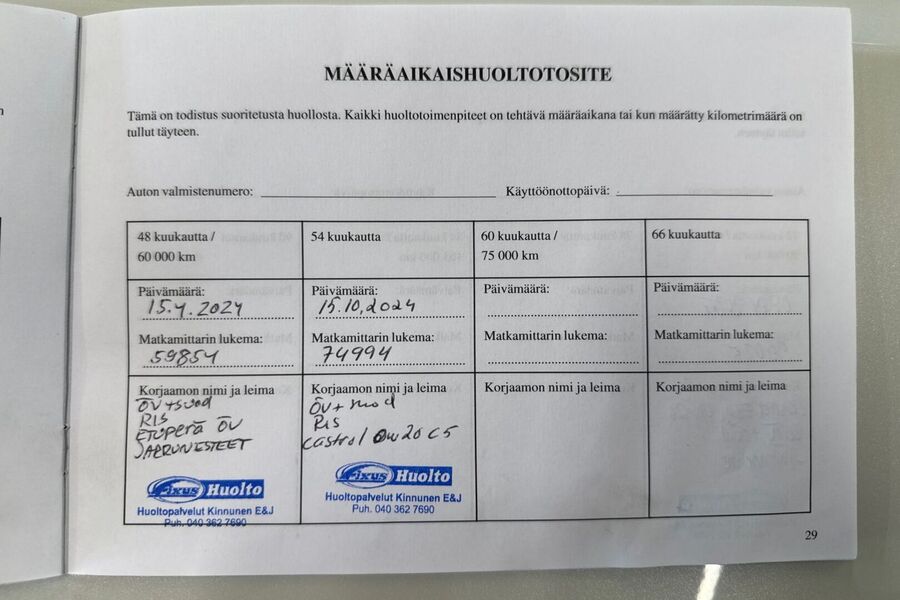 MÄÄRÄAIKAISHUOLTOTOSITE
Tämä on todistus suoritetusta huollosta. Kaikki huoltotoimenpiteet on tehtävä määräaikana tai kun määrätty kilometrimäärä on
tullut täyteen.
Auton valmistenumero: Käyttöönottopäivä:
48 kuukautta /
60 000 km
54 kuukautta
60 kuukautta /
75 000 km
66 kuukautta
Päivämäärä:
15.4.2024
Päivämäärä:
15.10.2024
Päivämäärä:
Päivämäärä:
Matkamittarin lukema:
59854
Matkamittarin lukema:
74994
Matkamittarin lukema:
Matkamittarin lukema:
Korjaamon nimi ja leima
ÖV+suod
RIS
ETUPERÄ ÖV
JARRUNESTEET
Fixus Huolto
Huoltopalvelut Kinnunen E&J
Puh. 040 362 7690
Korjaamon nimi ja leima
ÖV+suod
RIS
Castrol 0w20 C5
Fixus Huolto
Huoltopalvelut Kinnunen E&J
Puh. 040 362 7690
Korjaamon nimi ja leima
Korjaamon nimi ja leima
29